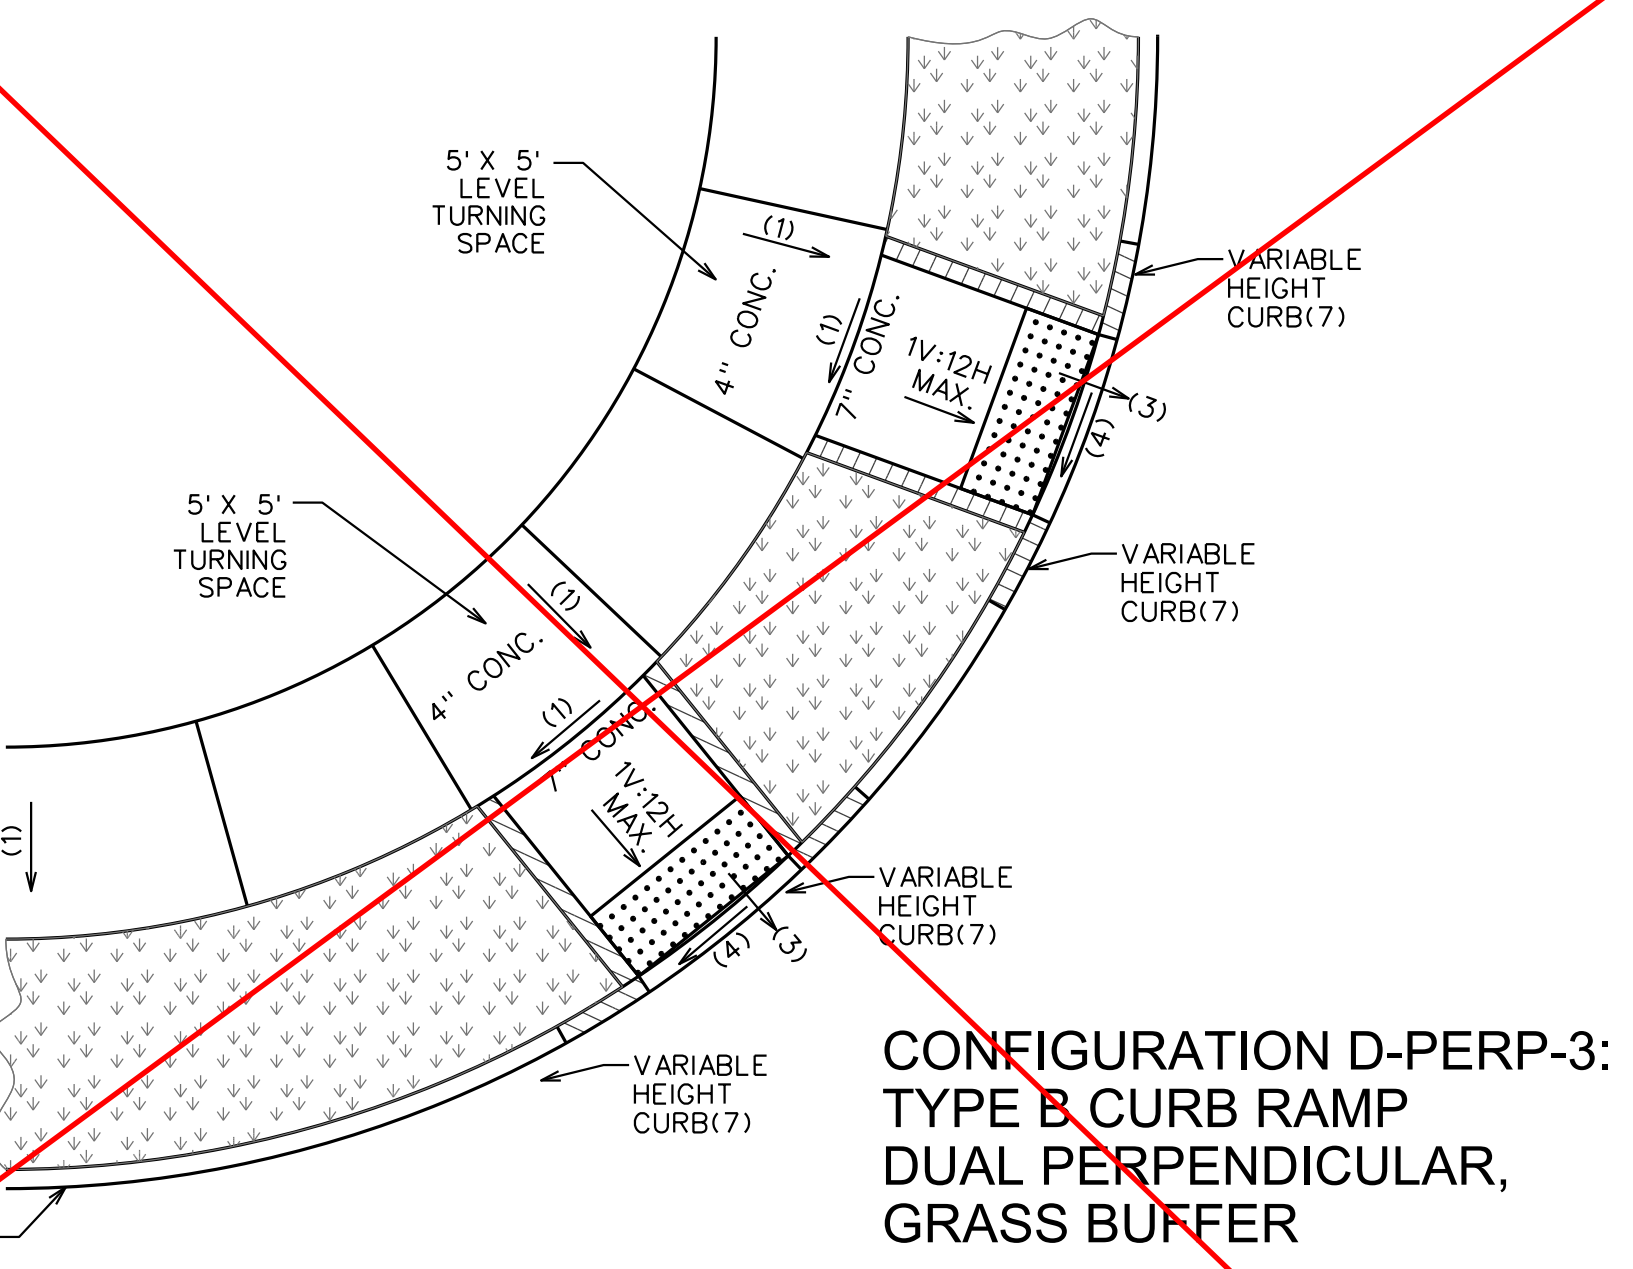 5' X 5'
LEVEL
TURNING
SPACE
(1)
4" CONC.
(1)
7" CONC.
1V:12H
MAX.
(3)
(4)
VARIABLE
HEIGHT
CURB(7)
VARIABLE
HEIGHT
CURB(7)
5' X 5'
LEVEL
TURNING
SPACE
(1)
4" CONC.
(1)
7" CONC.
1V:12H
MAX.
(3)
(4)
VARIABLE
HEIGHT
CURB(7)
(1)
VARIABLE
HEIGHT
CURB(7)
CONFIGURATION D-PERP-3:
TYPE B CURB RAMP
DUAL PERPENDICULAR,
GRASS BUFFER